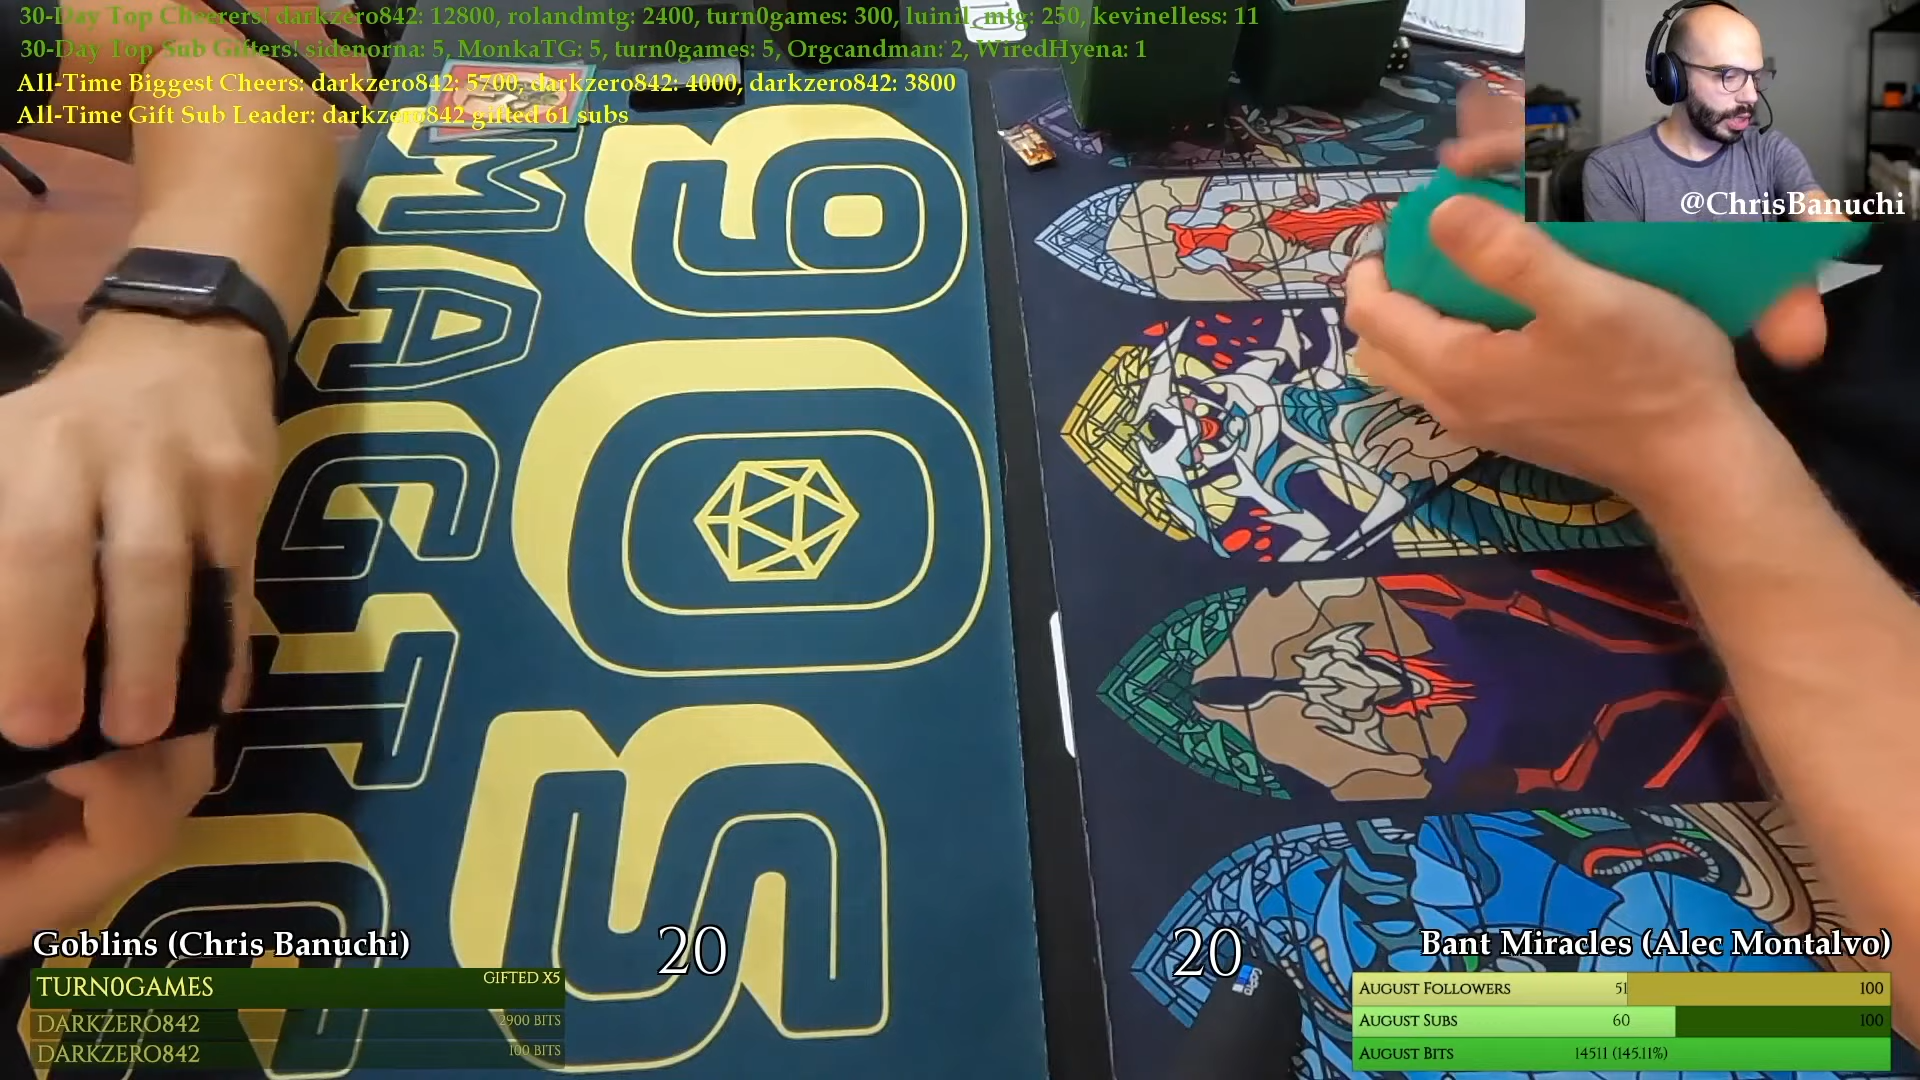 30-Day Top Cheerers! darkzero842: 12800, rolandmtg: 2400, turn0games: 300, luinil_mtg: 250, kevinelless: 11
30-Day Top Sub Gifters! sidenorna: 5, MonkaTG: 5, turn0games: 5, Orgcandman: 2, WiredHyena: 1
All-Time Biggest Cheers: darkzero842: 5700, darkzero842: 4000, darkzero842: 3800
All-Time Gift Sub Leader: darkzero842 gifted 61 subs
@ChrisBanuchi
90s
MAGIC
Goblins (Chris Banuchi)
20
20
Bant Miracles (Alec Montalvo)
TURN0GAMES GIFTED X5
DARKZERO842 2900 BITS
DARKZERO842 100 BITS
AUGUST FOLLOWERS 51 100
AUGUST SUBS 60 100
AUGUST BITS 14511 (145.11%)